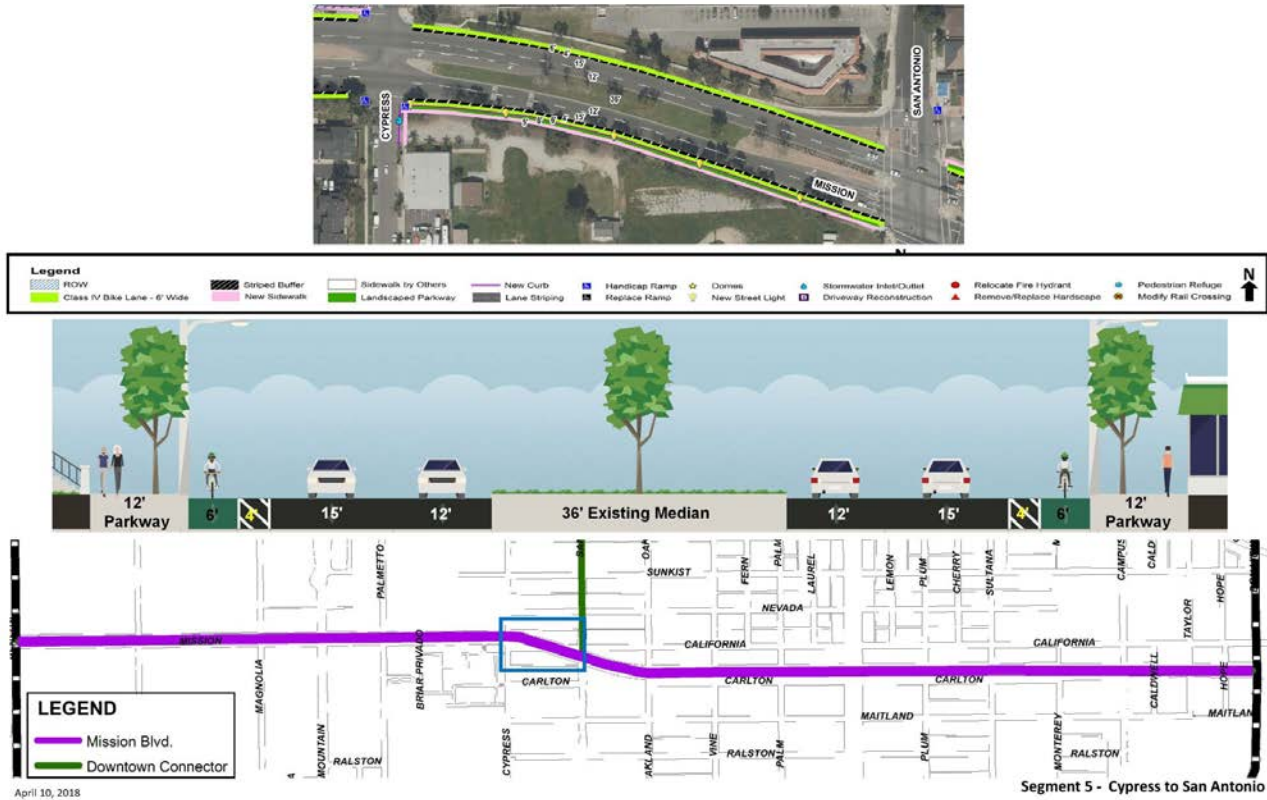 CYPRESS
SAN ANTONIO
MISSION
12'
36'
12'
N
Legend
ROW
Striped Buffer
Sidewalk by Others
New Curb
Handicap Ramp
Domes
Stormwater Inlet/Outlet
Relocate Fire Hydrant
Pedestrian Refuge
Class IV Bike Lane - 6' Wide
New Sidewalk
Landscaped Parkway
Lane Striping
Replace Ramp
New Street Light
Driveway Reconstruction
Remove/Replace Hardscape
Modify Rail Crossing
N
12' Parkway
6'
4'
15'
12'
36' Existing Median
12'
15'
4'
6'
12' Parkway
PALMETTO
SUNKIST
FERN
LAUREL
LEMON
PLUM
CHERRY
SULTANA
CAMPUS
NEVADA
TAYLOR
HOPE
MISSION
BRIAR PRIVADO
CALIFORNIA
CALIFORNIA
MAGNOLIA
CARLTON
CARLTON
CARLTON
CALDWELL
HOPE
LEGEND
Mission Blvd.
Downtown Connector
MOUNTAIN
RALSTON
CYPRESS
VINE
RALSTON
PALM
MAITLAND
PLUM
MONTEREY
RALSTON
April 10, 2018
Segment 5 - Cypress to San Antonio